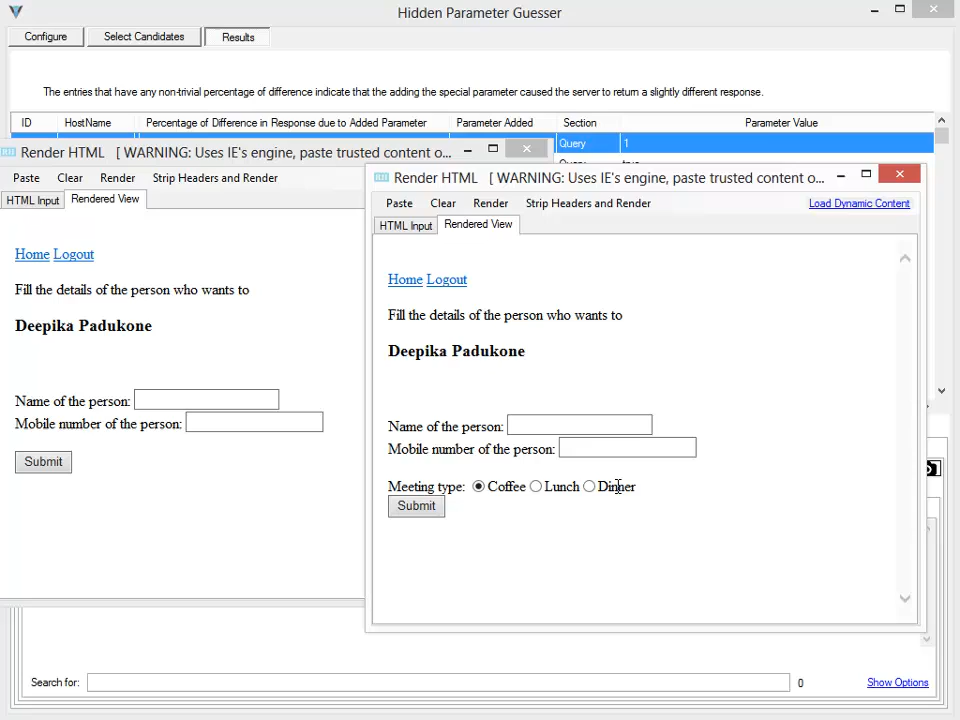 Hidden Parameter Guesser
Configure Select Candidates Results
The entries that have any non-trivial percentage of difference indicate that the adding the special parameter caused the server to return a slightly different response.
ID HostName Percentage of Difference in Response due to Added Parameter Parameter Added Section Parameter Value
Query 1
Render HTML [ WARNING: Uses IE's engine, paste trusted content o...
Paste Clear Render Strip Headers and Render
HTML Input Rendered View
Home Logout
Fill the details of the person who wants to
Deepika Padukone
Name of the person:
Mobile number of the person:
Submit
Render HTML [ WARNING: Uses IE's engine, paste trusted content o...
Paste Clear Render Strip Headers and Render Load Dynamic Content
HTML Input Rendered View
Home Logout
Fill the details of the person who wants to
Deepika Padukone
Name of the person:
Mobile number of the person:
Meeting type: Coffee Lunch Dinner
Submit
Search for: 0 Show Options